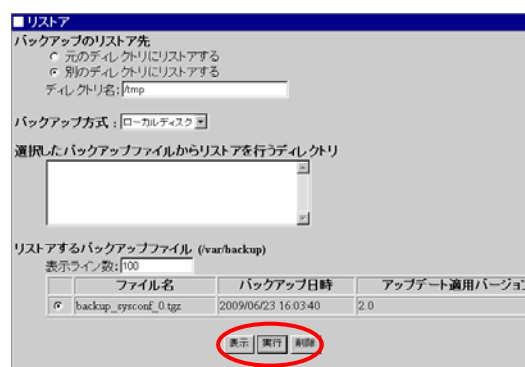 ■ リストア
バックアップのリストア先
元のディレクトリにリストアする
別のディレクトリにリストアする
ディレクトリ名: /tmp
バックアップ方式 : ローカルディスク
選択したバックアップファイルからリストアを行うディレクトリ
リストアするバックアップファイル (/var/backup)
表示ライン数: 100
ファイル名 バックアップ日時 アップデート適用バージョ
backup_sysconf_0.tgz 2009/06/23 16:03:40 2.0
表示 実行 削除